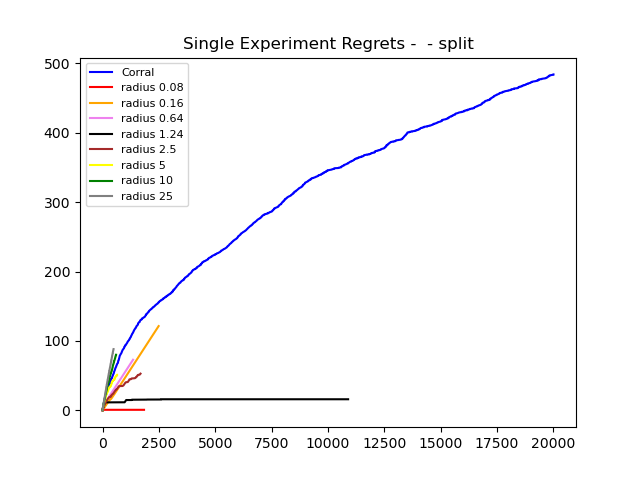 Single Experiment Regrets -  - split
500
400
300
200
100
0
Corral
radius 0.08
radius 0.16
radius 0.64
radius 1.24
radius 2.5
radius 5
radius 10
radius 25
0 2500 5000 7500 10000 12500 15000 17500 20000